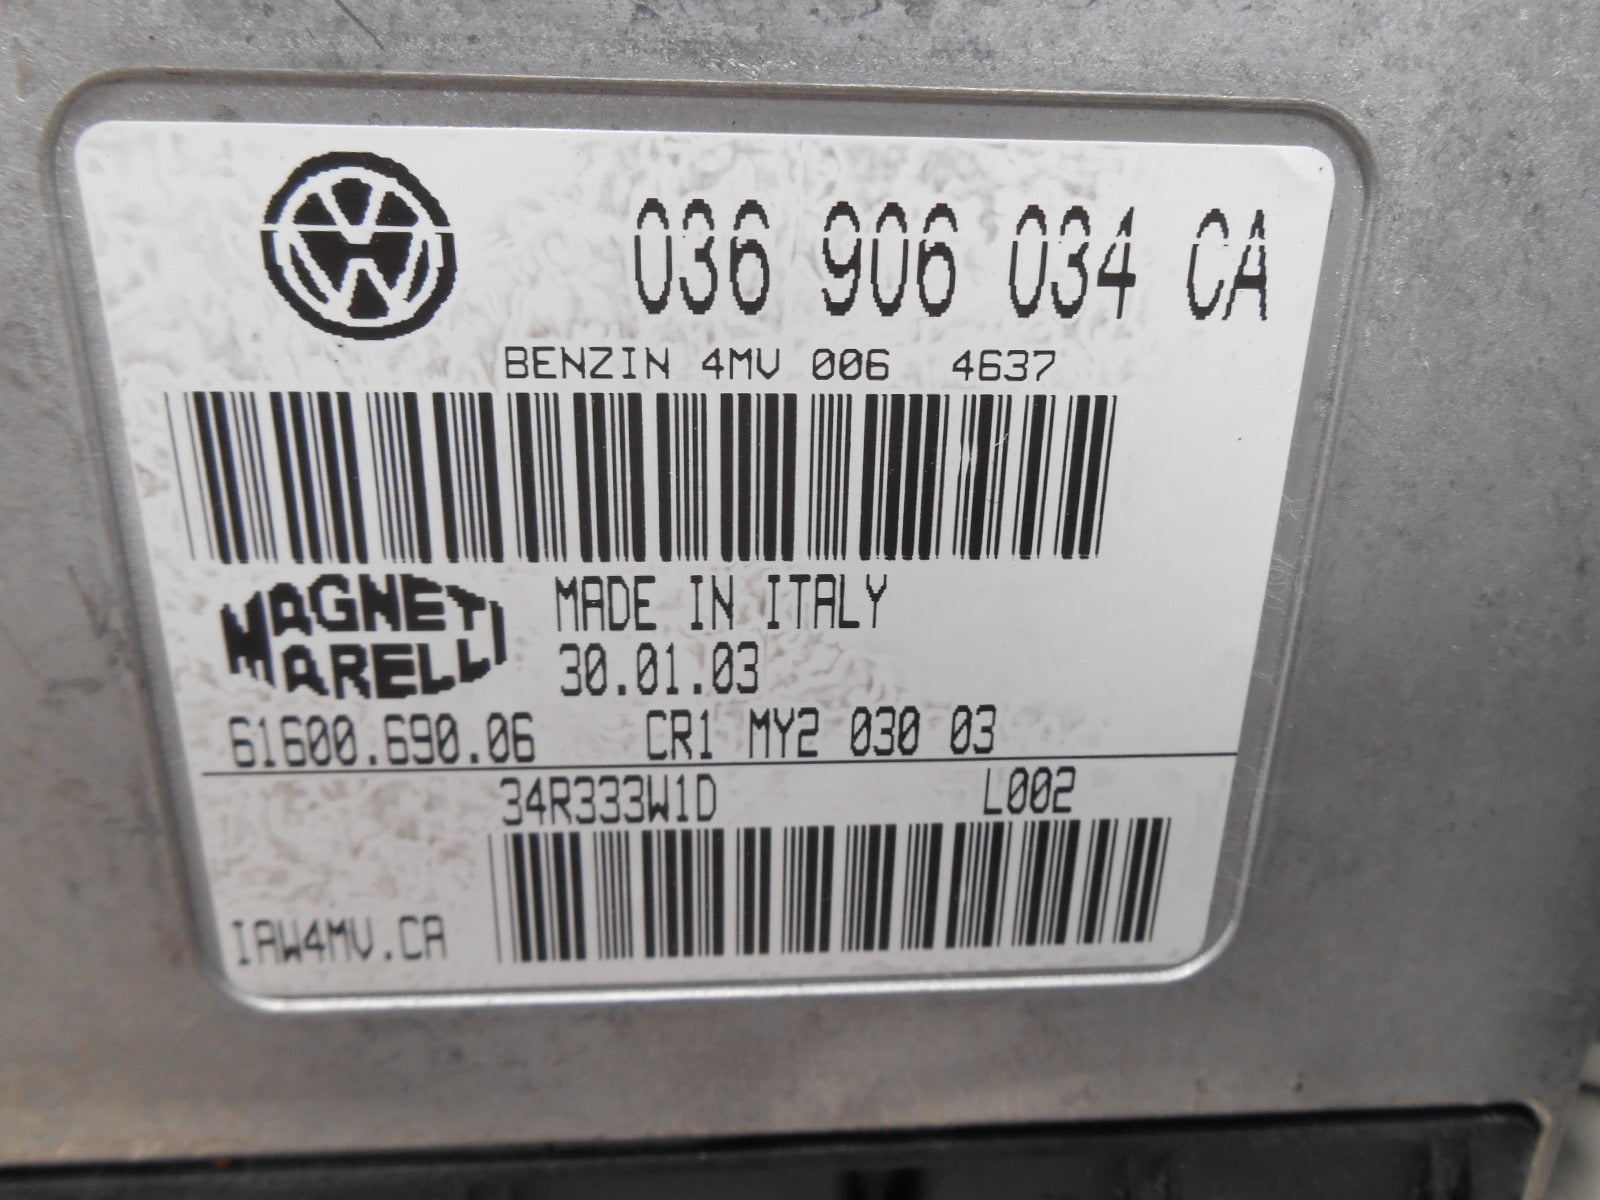 036 906 034 CA
BENZIN 4MV 006 4637
MAGNETI MARELLI
MADE IN ITALY
30.01.03
61600.690.06 CR1 MY2 030 03
34R333W1D L002
IAW4MV.CA